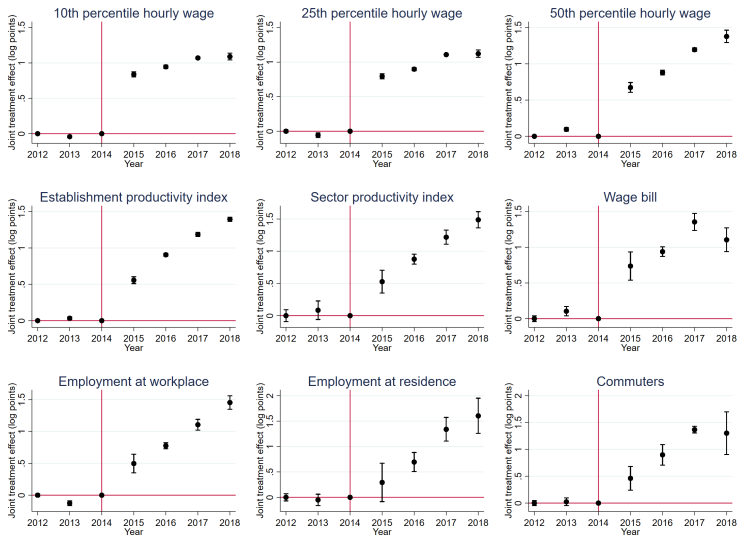 10th percentile hourly wage
Joint treatment effect (log points)
1.5
1
.5
0
2012 2013 2014 2015 2016 2017 2018
Year
25th percentile hourly wage
Joint treatment effect (log points)
1.5
1
.5
0
2012 2013 2014 2015 2016 2017 2018
Year
50th percentile hourly wage
Joint treatment effect (log points)
1.5
1
.5
0
2012 2013 2014 2015 2016 2017 2018
Year
Establishment productivity index
Joint treatment effect (log points)
1.5
1
.5
0
2012 2013 2014 2015 2016 2017 2018
Year
Sector productivity index
Joint treatment effect (log points)
1.5
1
.5
0
2012 2013 2014 2015 2016 2017 2018
Year
Wage bill
Joint treatment effect (log points)
1.5
1
.5
0
2012 2013 2014 2015 2016 2017 2018
Year
Employment at workplace
Joint treatment effect (log points)
1.5
1
.5
0
2012 2013 2014 2015 2016 2017 2018
Year
Employment at residence
Joint treatment effect (log points)
2
1.5
1
.5
0
2012 2013 2014 2015 2016 2017 2018
Year
Commuters
Joint treatment effect (log points)
2
1.5
1
.5
0
2012 2013 2014 2015 2016 2017 2018
Year